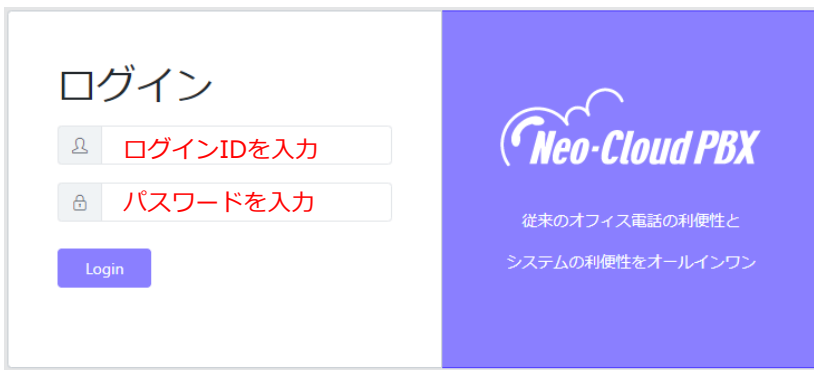 ログイン
ログインIDを入力
パスワードを入力
Login
Neo-Cloud PBX
従来のオフィス電話の利便性と
システムの利便性をオールインワン